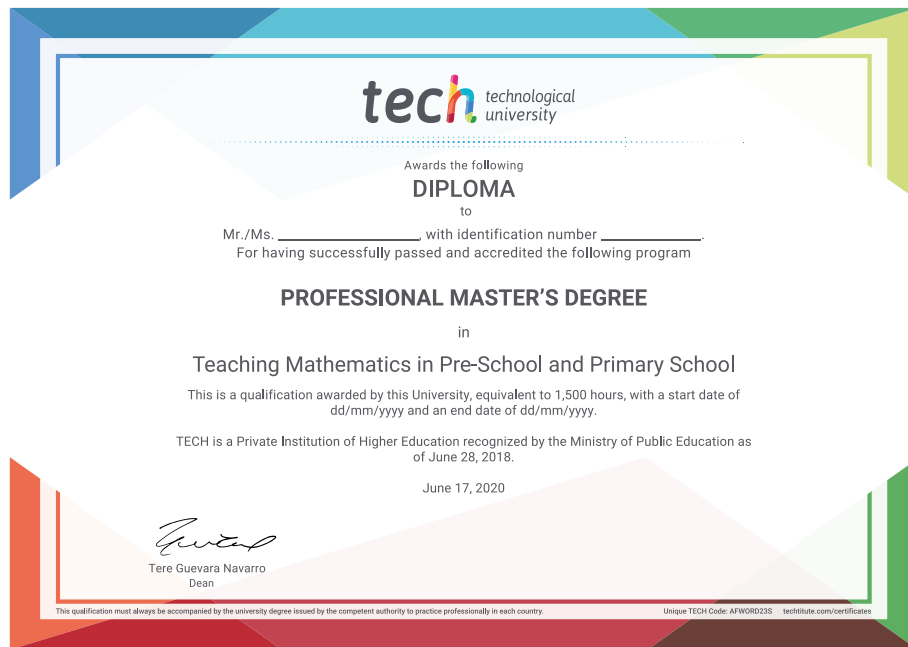 tech technological
university
Awards the following
DIPLOMA
to
Mr./Ms. ____________________, with identification number ______________.
For having successfully passed and accredited the following program
PROFESSIONAL MASTER'S DEGREE
in
Teaching Mathematics in Pre-School and Primary School
This is a qualification awarded by this University, equivalent to 1,500 hours, with a start date of
dd/mm/yyyy and an end date of dd/mm/yyyy.
TECH is a Private Institution of Higher Education recognized by the Ministry of Public Education as
of June 28, 2018.
June 17, 2020
Tere Guevara Navarro
Dean
This qualification must always be accompanied by the university degree issued by the competent authority to practice professionally in each country. Unique TECH Code: AFWORD23S techtitute.com/certificates